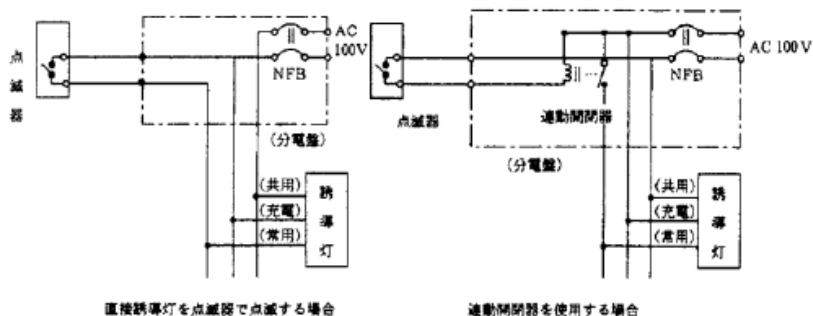 点滅器
AC
100V
NFB
(分電盤)
(共用)
(充電)
(常用)
誘導灯
直接誘導灯を点滅器で点滅する場合
点滅器
AC 100V
NFB
連動開閉器
(分電盤)
(共用)
(充電)
(常用)
誘導灯
連動開閉器を使用する場合